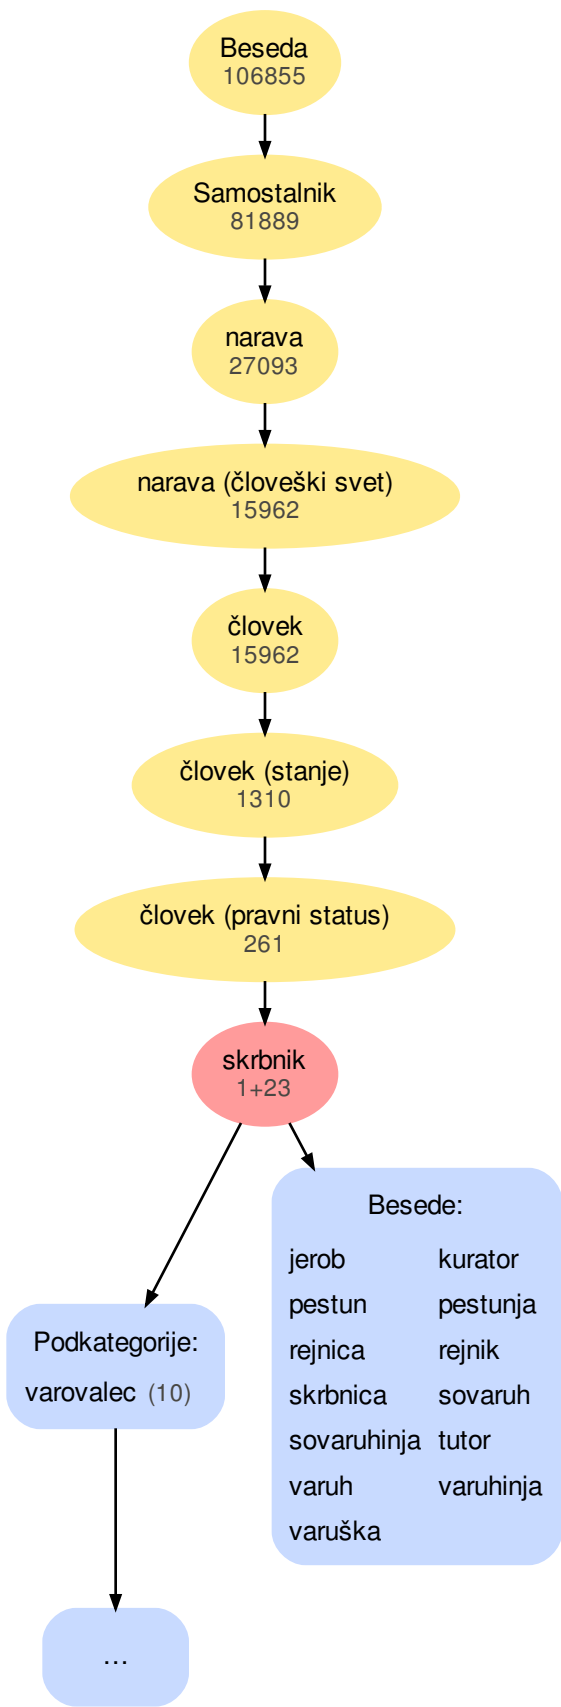 Beseda
106855
Samostalnik
81889
narava
27093
narava (človeški svet)
15962
človek
15962
človek (stanje)
1310
človek (pravni status)
261
skrbnik
1+23
Besede:
jerob kurator
pestun pestunja
rejnica rejnik
skrbnica sovaruh
sovaruhinja tutor
varuh varuhinja
varuška
Podkategorije:
varovalec (10)
...